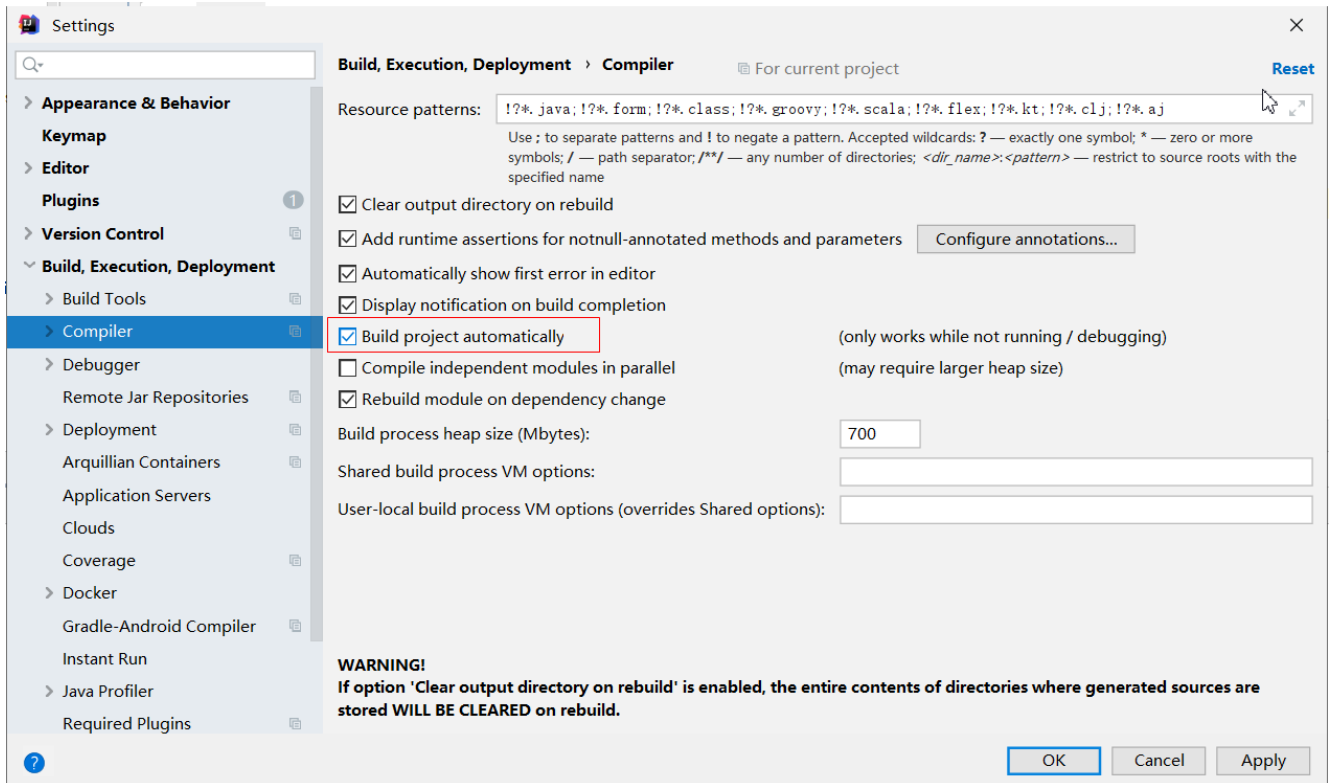 Settings
Appearance & Behavior
Keymap
Editor
Plugins
1
Version Control
Build, Execution, Deployment
Build Tools
Compiler
Debugger
Remote Jar Repositories
Deployment
Arquillian Containers
Application Servers
Clouds
Coverage
Docker
Gradle-Android Compiler
Instant Run
Java Profiler
Required Plugins
Build, Execution, Deployment › Compiler
For current project
Reset
Resource patterns: !?*.java;!?*.form;!?*.class;!?*.groovy;!?*.scala;!?*.flex;!?*.kt;!?*.clj;!?*.aj
Use ; to separate patterns and ! to negate a pattern. Accepted wildcards: ? — exactly one symbol; * — zero or more
symbols; / — path separator; /**/ — any number of directories; <dir_name>:<pattern> — restrict to source roots with the
specified name
Clear output directory on rebuild
Add runtime assertions for notnull-annotated methods and parameters Configure annotations...
Automatically show first error in editor
Display notification on build completion
Build project automatically (only works while not running / debugging)
Compile independent modules in parallel (may require larger heap size)
Rebuild module on dependency change
Build process heap size (Mbytes): 700
Shared build process VM options:
User-local build process VM options (overrides Shared options):
WARNING!
If option 'Clear output directory on rebuild' is enabled, the entire contents of directories where generated sources are
stored WILL BE CLEARED on rebuild.
?
OK Cancel Apply